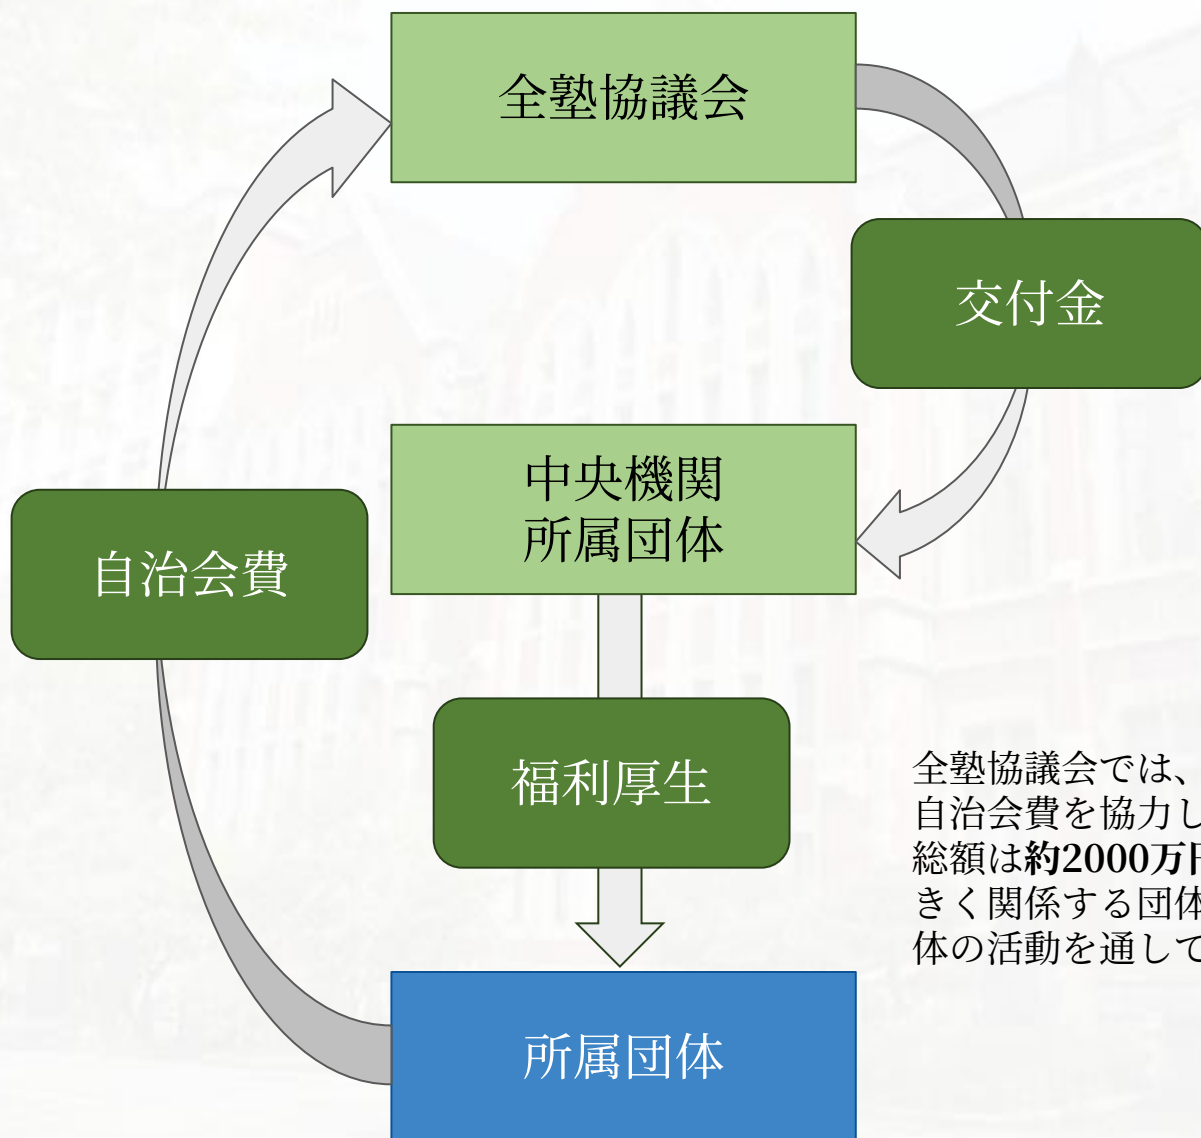 全塾協議会
交付金
中央機関
所属団体
自治会費
福利厚生
全塾協議会では、
自治会費を協力し
総額は約2000万円
きく関係する団体
体の活動を通して
所属団体